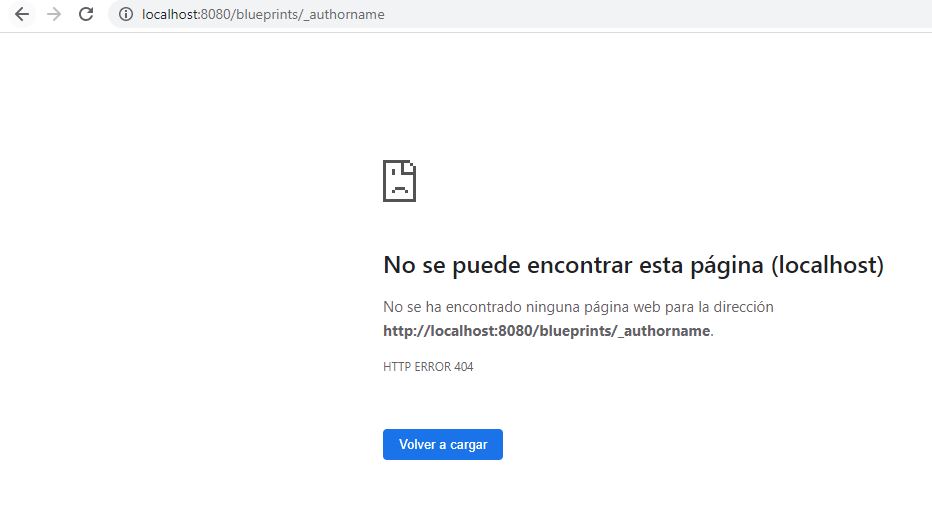 localhost:8080/blueprints/_authorname
No se puede encontrar esta página (localhost)
No se ha encontrado ninguna página web para la dirección
http://localhost:8080/blueprints/_authorname.
HTTP ERROR 404
Volver a cargar